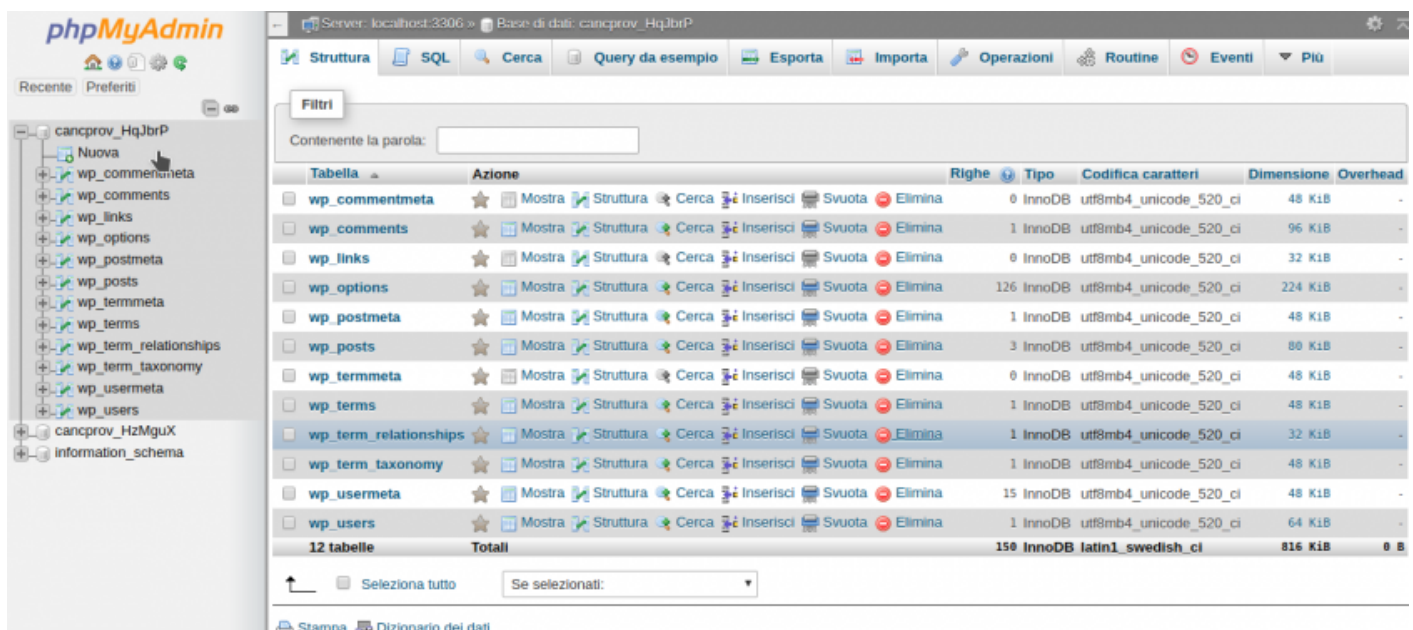 phpMyAdmin
Recente Preferiti
cancprov_HqJbrP
Nuova
wp_commentmeta
wp_comments
wp_links
wp_options
wp_postmeta
wp_posts
wp_termmeta
wp_terms
wp_term_relationships
wp_term_taxonomy
wp_usermeta
wp_users
cancprov_HzMguX
information_schema
Server: localhost:3306 » Base di dati: cancprov_HqJbrP
Struttura SQL Cerca Query da esempio Esporta Importa Operazioni Routine Eventi Più
Filtri
Contenente la parola:
Tabella Azione Righe Tipo Codifica caratteri Dimensione Overhead
wp_commentmeta Mostra Struttura Cerca Inserisci Svuota Elimina 0 InnoDB utf8mb4_unicode_520_ci 48 KiB -
wp_comments Mostra Struttura Cerca Inserisci Svuota Elimina 1 InnoDB utf8mb4_unicode_520_ci 96 KiB -
wp_links Mostra Struttura Cerca Inserisci Svuota Elimina 0 InnoDB utf8mb4_unicode_520_ci 32 KiB -
wp_options Mostra Struttura Cerca Inserisci Svuota Elimina 126 InnoDB utf8mb4_unicode_520_ci 224 KiB -
wp_postmeta Mostra Struttura Cerca Inserisci Svuota Elimina 1 InnoDB utf8mb4_unicode_520_ci 48 KiB -
wp_posts Mostra Struttura Cerca Inserisci Svuota Elimina 3 InnoDB utf8mb4_unicode_520_ci 80 KiB -
wp_termmeta Mostra Struttura Cerca Inserisci Svuota Elimina 0 InnoDB utf8mb4_unicode_520_ci 48 KiB -
wp_terms Mostra Struttura Cerca Inserisci Svuota Elimina 1 InnoDB utf8mb4_unicode_520_ci 48 KiB -
wp_term_relationships Mostra Struttura Cerca Inserisci Svuota Elimina 1 InnoDB utf8mb4_unicode_520_ci 32 KiB -
wp_term_taxonomy Mostra Struttura Cerca Inserisci Svuota Elimina 1 InnoDB utf8mb4_unicode_520_ci 48 KiB -
wp_usermeta Mostra Struttura Cerca Inserisci Svuota Elimina 15 InnoDB utf8mb4_unicode_520_ci 48 KiB -
wp_users Mostra Struttura Cerca Inserisci Svuota Elimina 1 InnoDB utf8mb4_unicode_520_ci 64 KiB -
12 tabelle Totali 150 InnoDB latin1_swedish_ci 816 KiB 0 B
Seleziona tutto Se selezionati:
Stampa Dizionario dei dati